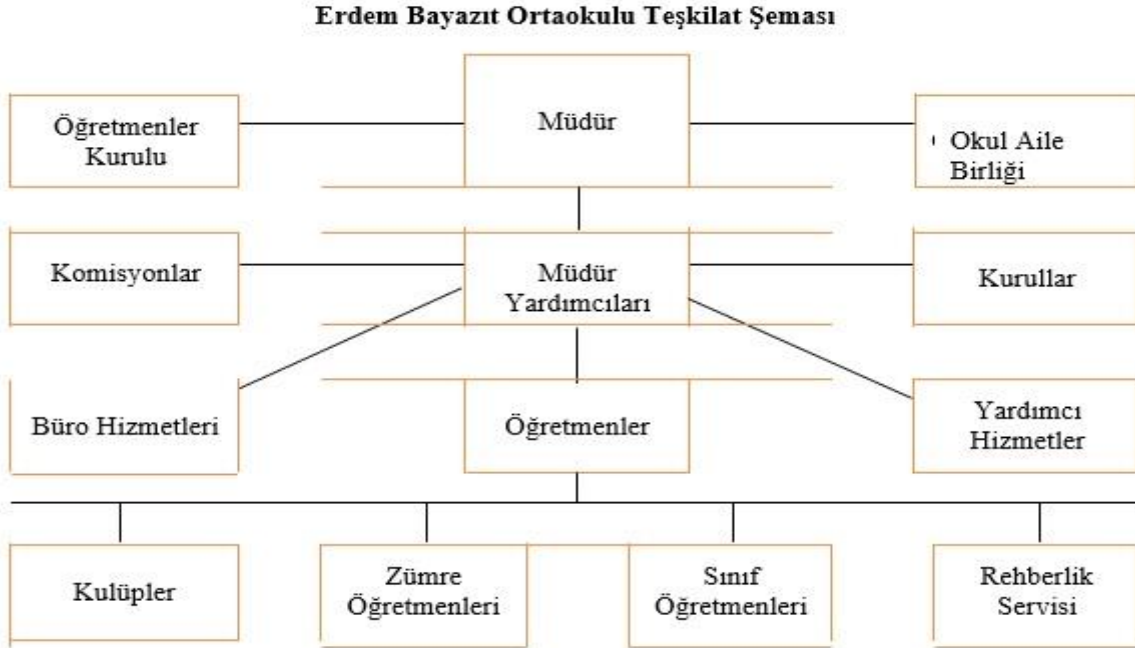 Erdem Bayazıt Ortaokulu Teşkilat Şeması
Öğretmenler
Kurulu
Müdür
Okul Aile
Birliği
Komisyonlar
Müdür
Yardımcıları
Kurullar
Büro Hizmetleri
Öğretmenler
Yardımcı
Hizmetler
Kulüpler
Zümre
Öğretmenleri
Sınıf
Öğretmenleri
Rehberlik
Servisi